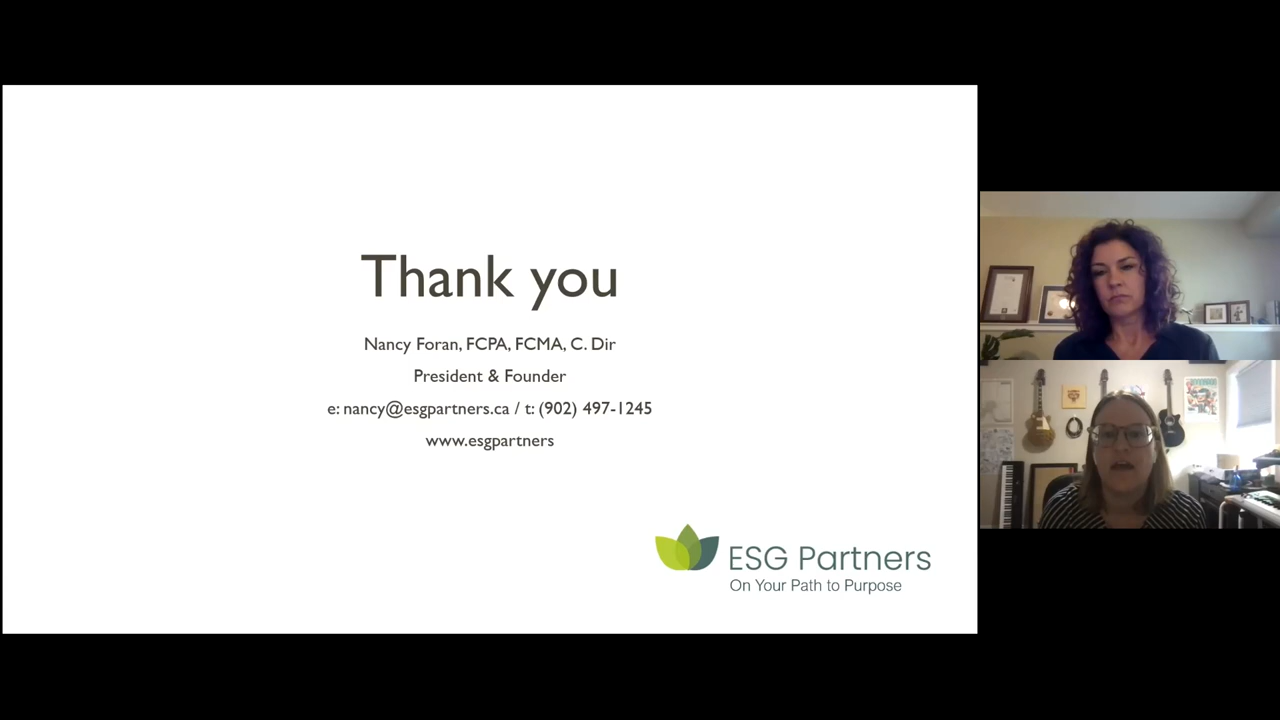 Thank you
Nancy Foran, FCPA, FCMA, C. Dir
President & Founder
e: nancy@esgpartners.ca / t: (902) 497-1245
www.esgpartners
ESG Partners
On Your Path to Purpose